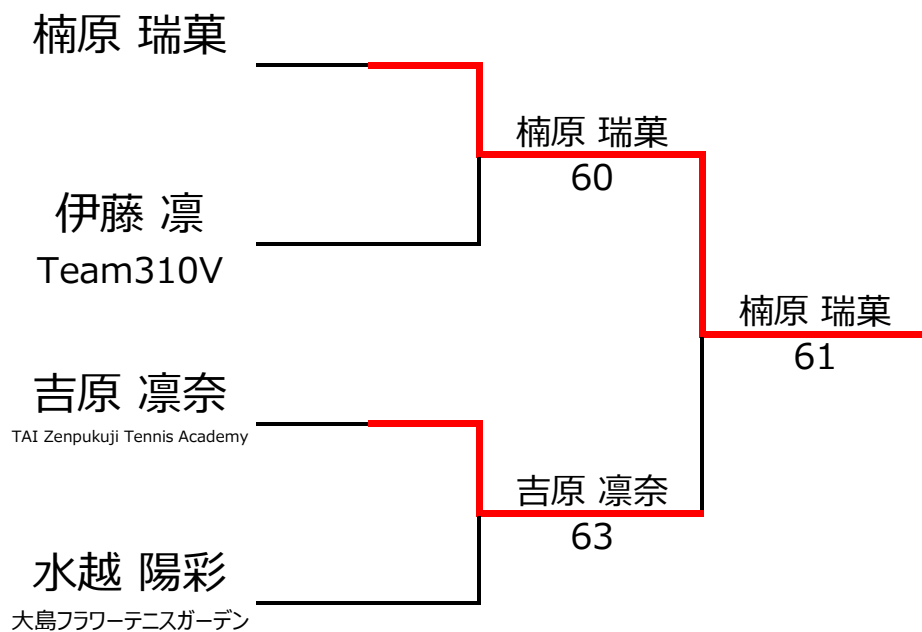 楠原 瑞菓
伊藤 凛
Team310V
吉原 凛奈
TAI Zenpukuji Tennis Academy
水越 陽彩
大島フラワーテニスガーデン
楠原 瑞菓
60
吉原 凛奈
63
楠原 瑞菓
61